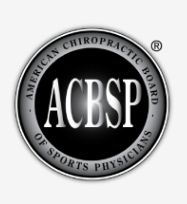 AMERICAN CHIROPRACTIC BOARD
®
ACBSP
OF SPORTS PHYSICIANS